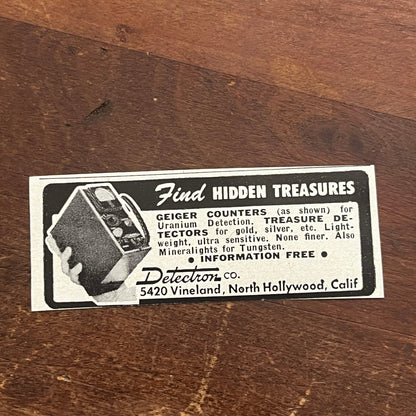 Find HIDDEN TREASURES
GEIGER COUNTERS (as shown) for
Uranium Detection. TREASURE DE-
TECTORS for gold, silver, etc. Light-
weight, ultra sensitive. None finer. Also
Mineralights for Tungsten.
• INFORMATION FREE •
Detectron CO.
5420 Vineland, North Hollywood, Calif